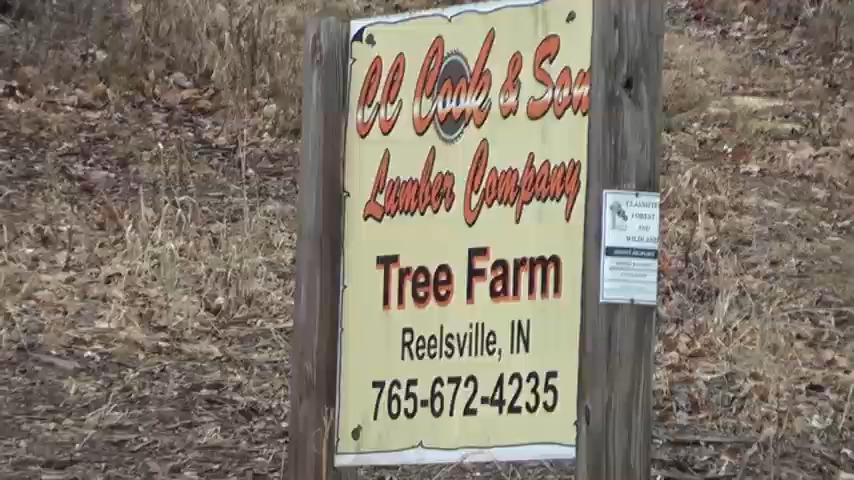 CC Cook & Son
Lumber Company
Tree Farm
Reelsville, IN
765-672-4235
CLASSIFIED
FOREST
AND
WILDLAND